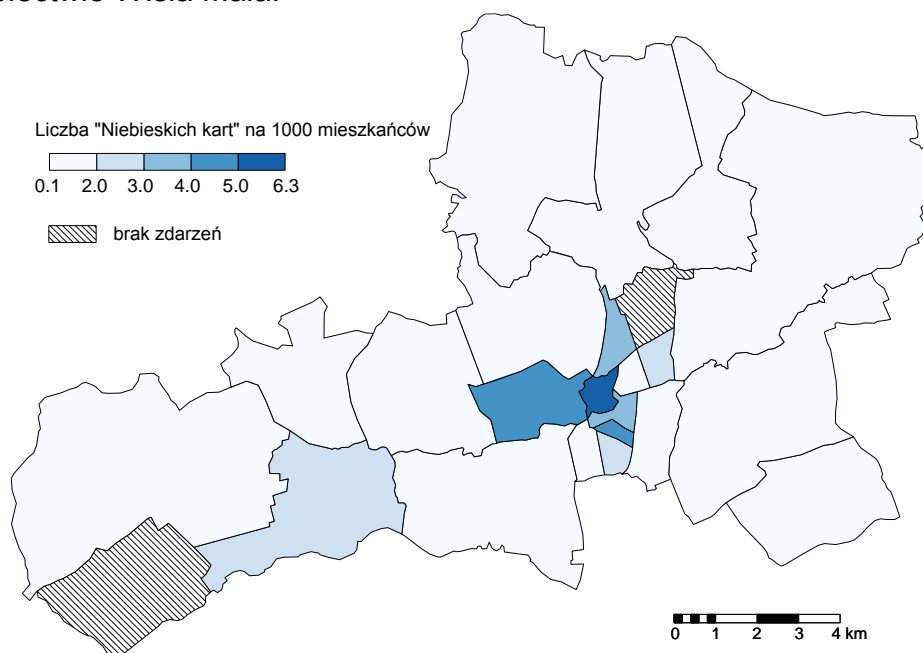 Liczba "Niebieskich kart" na 1000 mieszkańców
0.1 2.0 3.0 4.0 5.0 6.3
brak zdarzeń
0 1 2 3 4 km